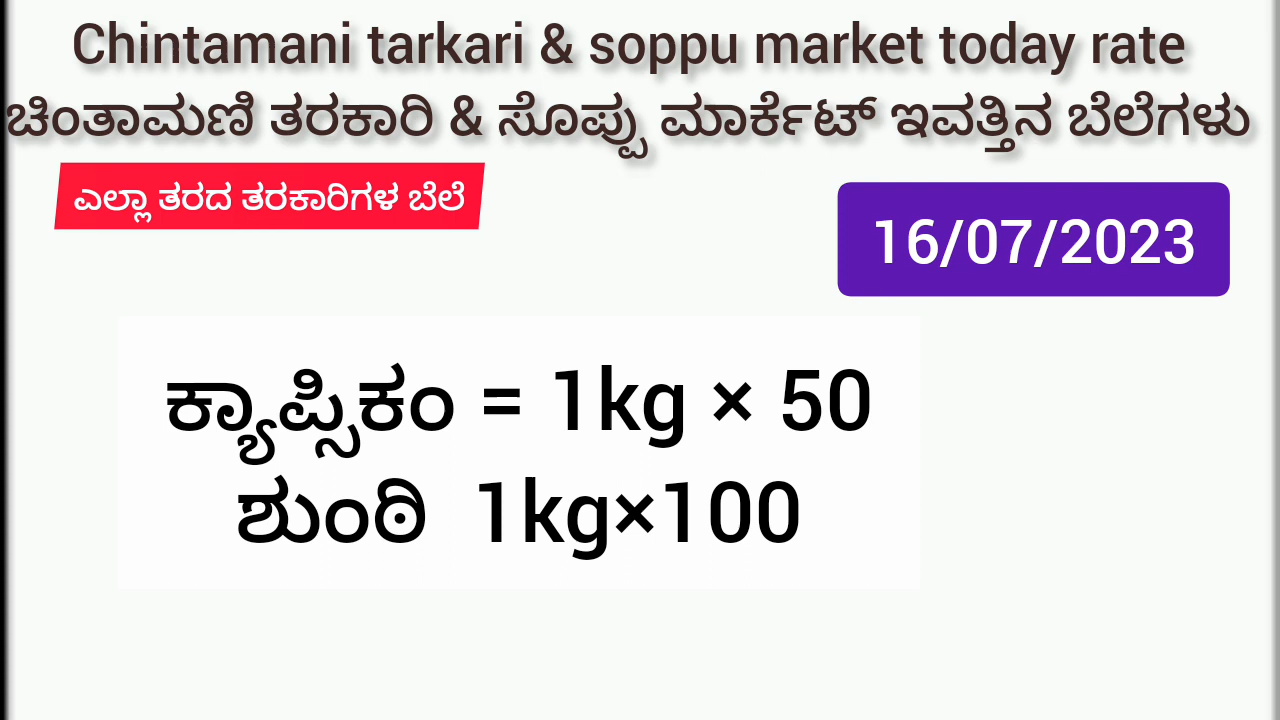 Chintamani tarkari & soppu market today rate
ಚಿಂತಾಮಣಿ ತರಕಾರಿ & ಸೊಪ್ಪು ಮಾರ್ಕೆಟ್ ಇವತ್ತಿನ ಬೆಲೆಗಳು
ಎಲ್ಲಾ ತರದ ತರಕಾರಿಗಳ ಬೆಲೆ
16/07/2023
ಕ್ಯಾಪ್ಸಿಕಂ = 1kg × 50
ಶುಂಠಿ 1kg×100